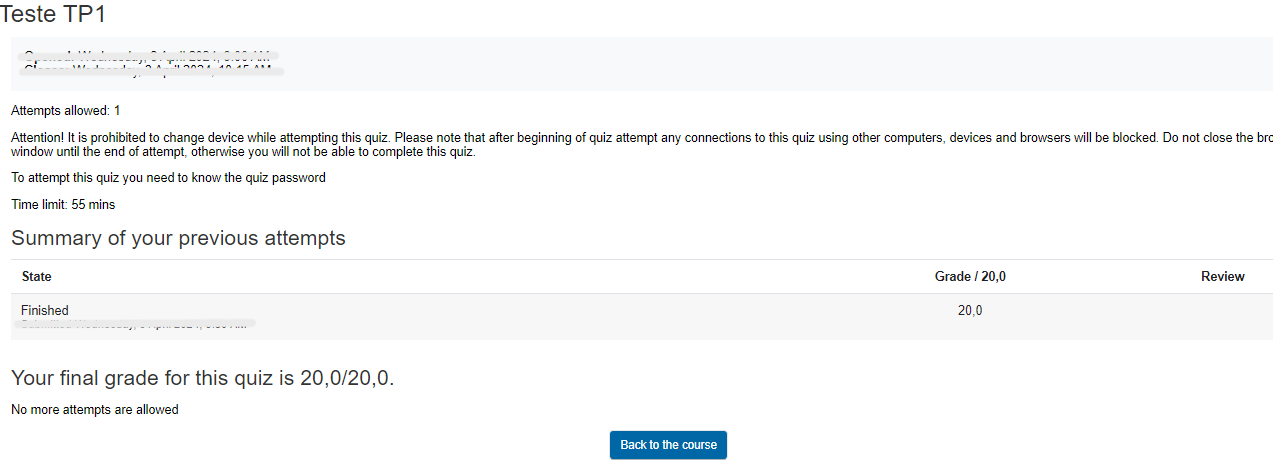 Teste TP1
Attempts allowed: 1
Attention! It is prohibited to change device while attempting this quiz. Please note that after beginning of quiz attempt any connections to this quiz using other computers, devices and browsers will be blocked. Do not close the
window until the end of attempt, otherwise you will not be able to complete this quiz.
To attempt this quiz you need to know the quiz password
Time limit: 55 mins
Summary of your previous attempts
State Grade / 20,0 Review
Finished 20,0
Your final grade for this quiz is 20,0/20,0.
No more attempts are allowed
Back to the course